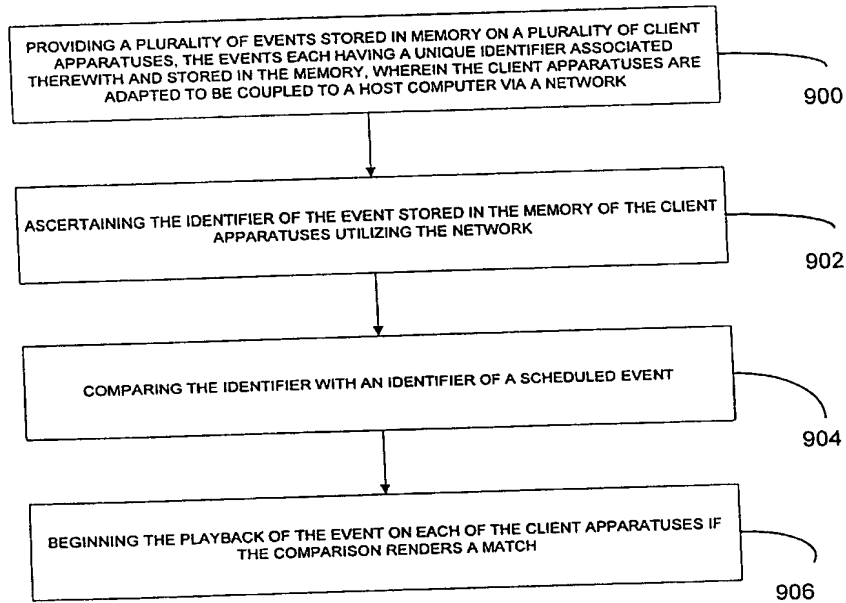 PROVIDING A PLURALITY OF EVENTS STORED IN MEMORY ON A PLURALITY OF CLIENT
APPARATUSES, THE EVENTS EACH HAVING A UNIQUE IDENTIFIER ASSOCIATED
THEREWITH AND STORED IN THE MEMORY, WHEREIN THE CLIENT APPARATUSES ARE
ADAPTED TO BE COUPLED TO A HOST COMPUTER VIA A NETWORK
900
ASCERTAINING THE IDENTIFIER OF THE EVENT STORED IN THE MEMORY OF THE CLIENT
APPARATUSES UTILIZING THE NETWORK
902
COMPARING THE IDENTIFIER WITH AN IDENTIFIER OF A SCHEDULED EVENT
904
BEGINNING THE PLAYBACK OF THE EVENT ON EACH OF THE CLIENT APPARATUSES IF
THE COMPARISON RENDERS A MATCH
906